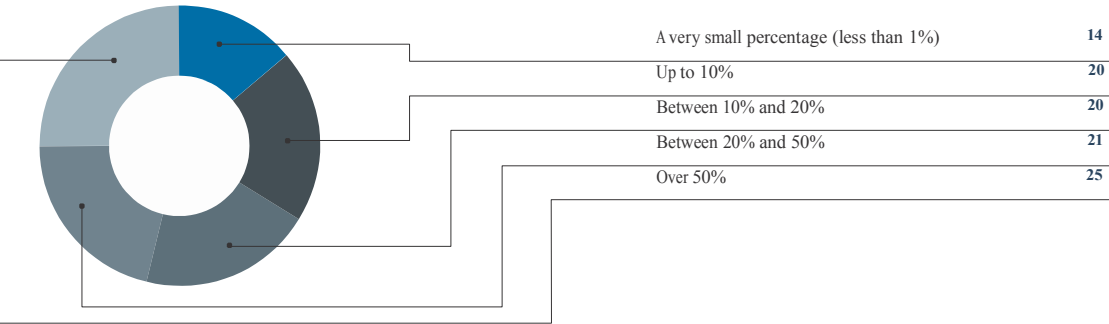 A very small percentage (less than 1%) 14
Up to 10% 20
Between 10% and 20% 20
Between 20% and 50% 21
Over 50% 25